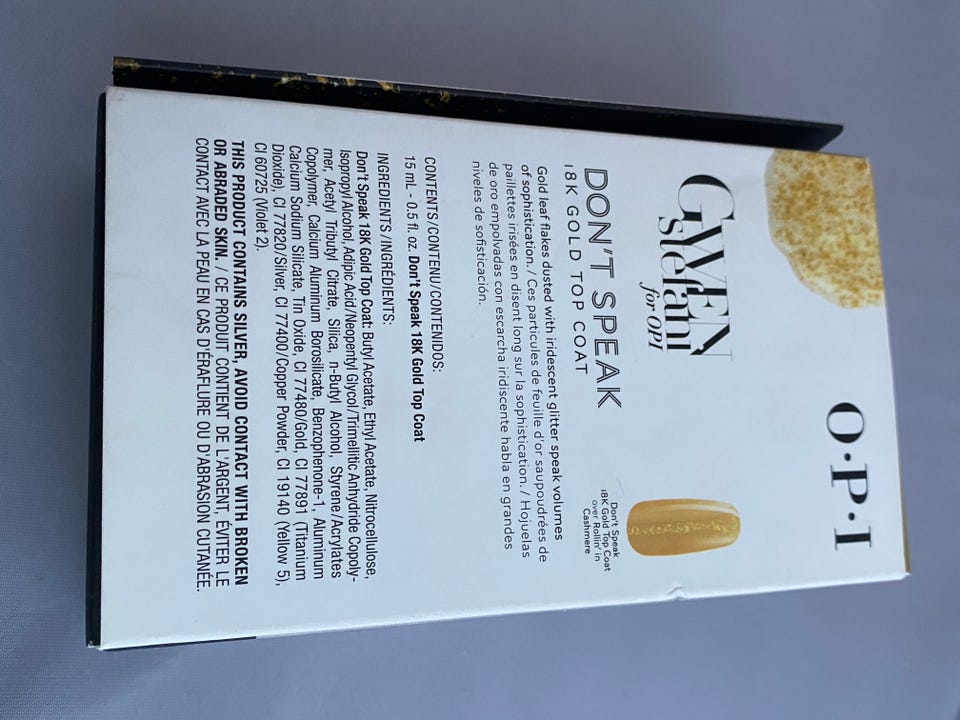 O·P·I
GWEN
stefani
for OPI
DON'T SPEAK
18K GOLD TOP COAT
Gold leaf flakes dusted with iridescent glitter speak volumes
of sophistication. / Ces particules de feuille d'or saupoudrées de
paillettes irisées en disent long sur la sophistication. / Hojuelas
de oro empolvadas con escarcha iridiscente habla en grandes
niveles de sofisticación.
Don't Speak
18K Gold Top Coat
over Rollin' in
Cashmere
CONTENTS/CONTENU/CONTENIDOS:
15 mL - 0.5 fl. oz. Don't Speak 18K Gold Top Coat
INGREDIENTS /INGRÉDIENTS:
Don't Speak 18K Gold Top Coat: Butyl Acetate, Ethyl Acetate, Nitrocellulose,
Isopropyl Alcohol, Adipic Acid/Neopentyl Glycol/Trimellitic Anhydride Copoly-
mer, Acetyl Tributyl Citrate, Silica, n-Butyl Alcohol, Styrene/Acrylates
Copolymer, Calcium Aluminum Borosilicate, Benzophenone-1, Aluminum
Calcium Sodium Silicate, Tin Oxide, CI 77480/Gold, CI 77891 (Titanium
Dioxide), CI 77820/Silver, CI 77400/Copper Powder, CI 19140 (Yellow 5),
CI 60725 (Violet 2).
THIS PRODUCT CONTAINS SILVER, AVOID CONTACT WITH BROKEN
OR ABRADED SKIN. / CE PRODUIT CONTIENT DE L'ARGENT, ÉVITER LE
CONTACT AVEC LA PEAU EN CAS D'ÉRAFLURE OU D'ABRASION CUTANÉE.